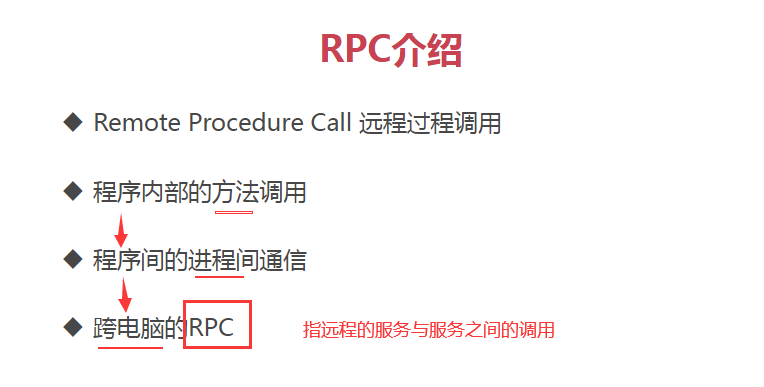 RPC介绍
◆ Remote Procedure Call 远程过程调用
◆ 程序内部的方法调用
◆ 程序间的进程间通信
◆ 跨电脑的RPC 指远程的服务与服务之间的调用